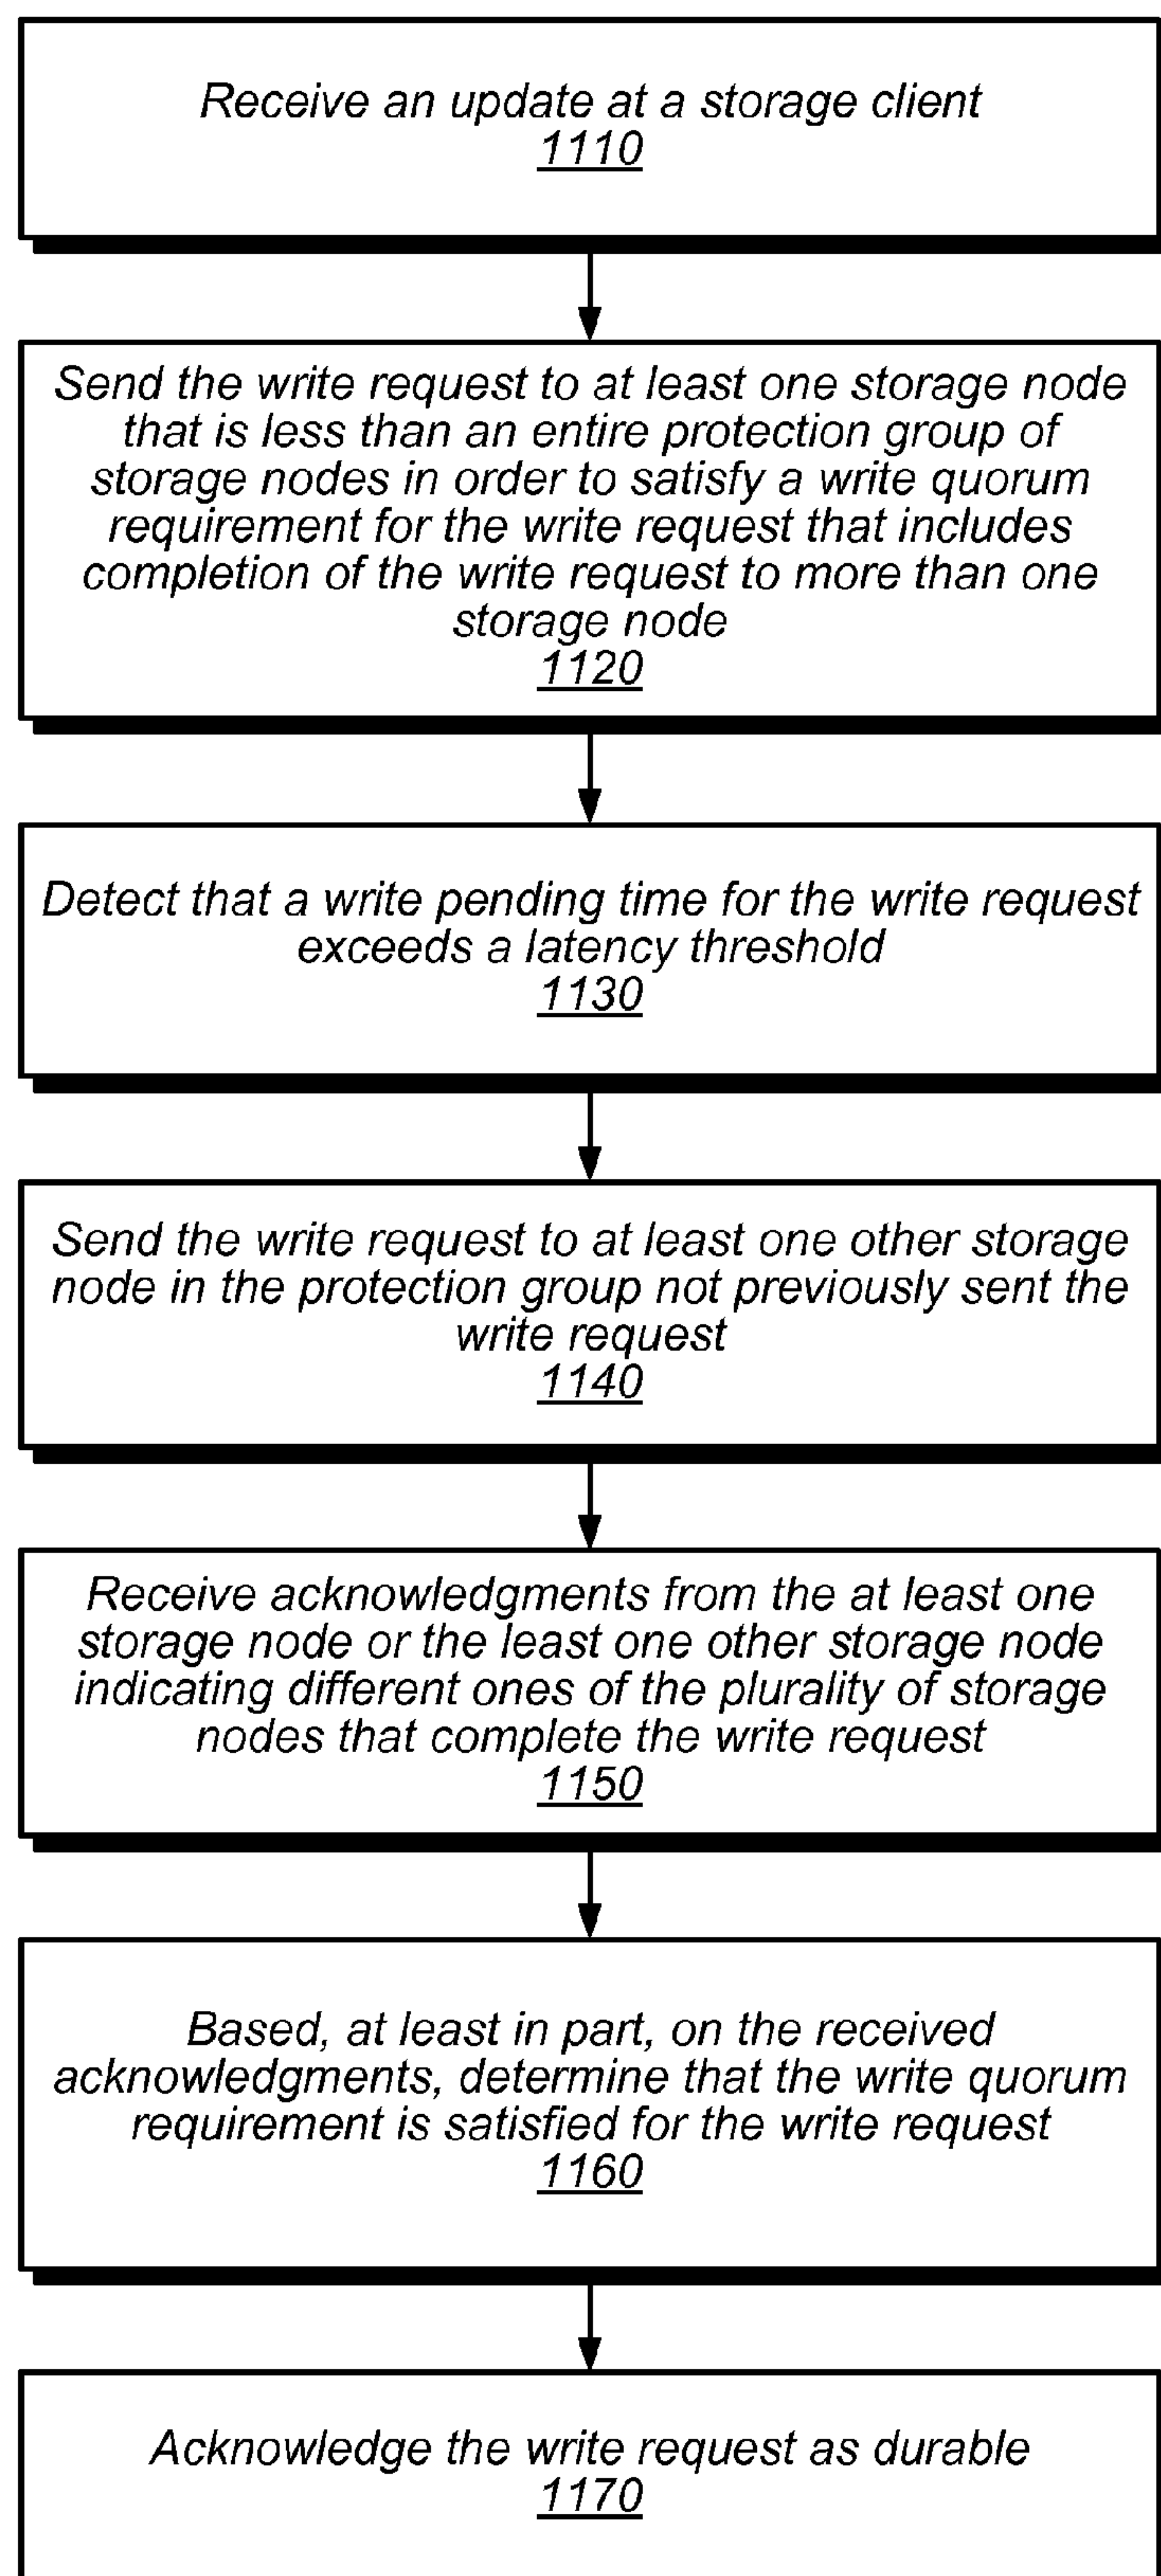 Receive an update at a storage client
1110
Send the write request to at least one storage node
that is less than an entire protection group of
storage nodes in order to satisfy a write quorum
requirement for the write request that includes
completion of the write request to more than one
storage node
1120
Detect that a write pending time for the write request
exceeds a latency threshold
1130
Send the write request to at least one other storage
node in the protection group not previously sent the
write request
1140
Receive acknowledgments from the at least one
storage node or the least one other storage node
indicating different ones of the plurality of storage
nodes that complete the write request
1150
Based, at least in part, on the received
acknowledgments, determine that the write quorum
requirement is satisfied for the write request
1160
Acknowledge the write request as durable
1170